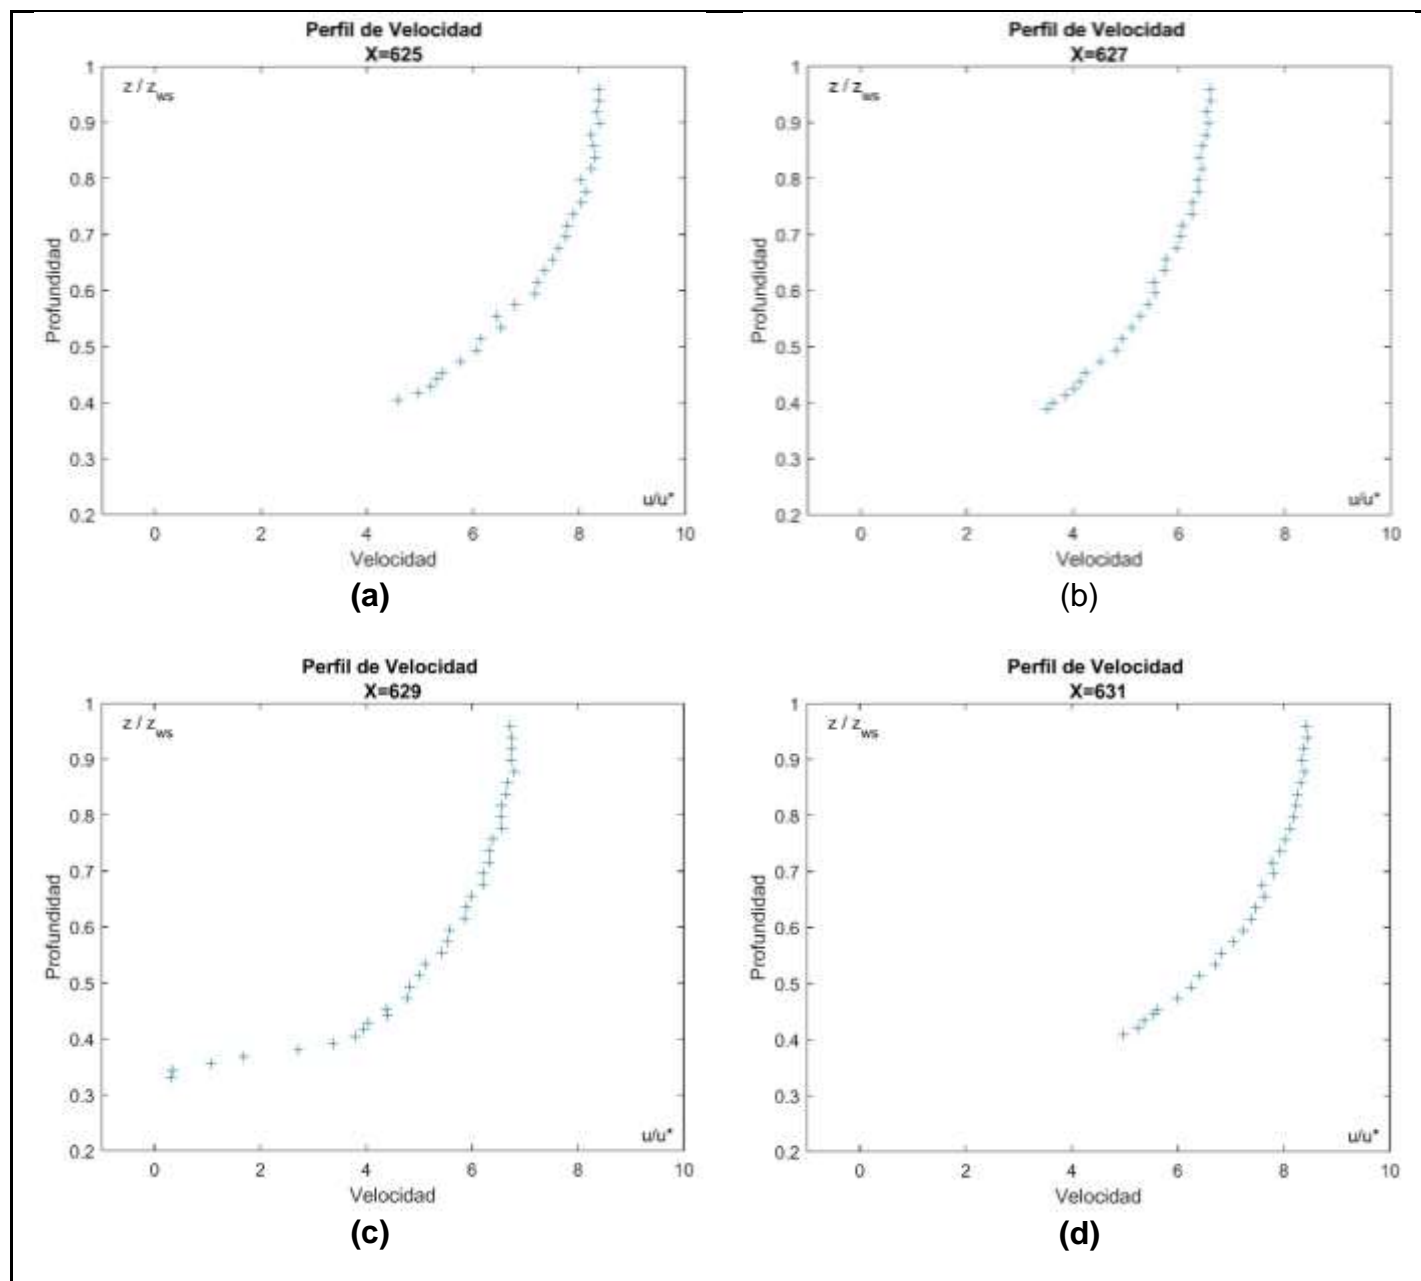 Perfil de Velocidad
X=625
z / z_ws
1
0.9
0.8
0.7
0.6
0.5
0.4
0.3
0.2
Profundidad
u/u*
0 2 4 6 8 10
Velocidad
(a)
Perfil de Velocidad
X=627
z / z_ws
1
0.9
0.8
0.7
0.6
0.5
0.4
0.3
0.2
Profundidad
u/u*
0 2 4 6 8 10
Velocidad
(b)
Perfil de Velocidad
X=629
z / z_ws
1
0.9
0.8
0.7
0.6
0.5
0.4
0.3
0.2
Profundidad
u/u*
0 2 4 6 8 10
Velocidad
(c)
Perfil de Velocidad
X=631
z / z_ws
1
0.9
0.8
0.7
0.6
0.5
0.4
0.3
0.2
Profundidad
u/u*
0 2 4 6 8 10
Velocidad
(d)